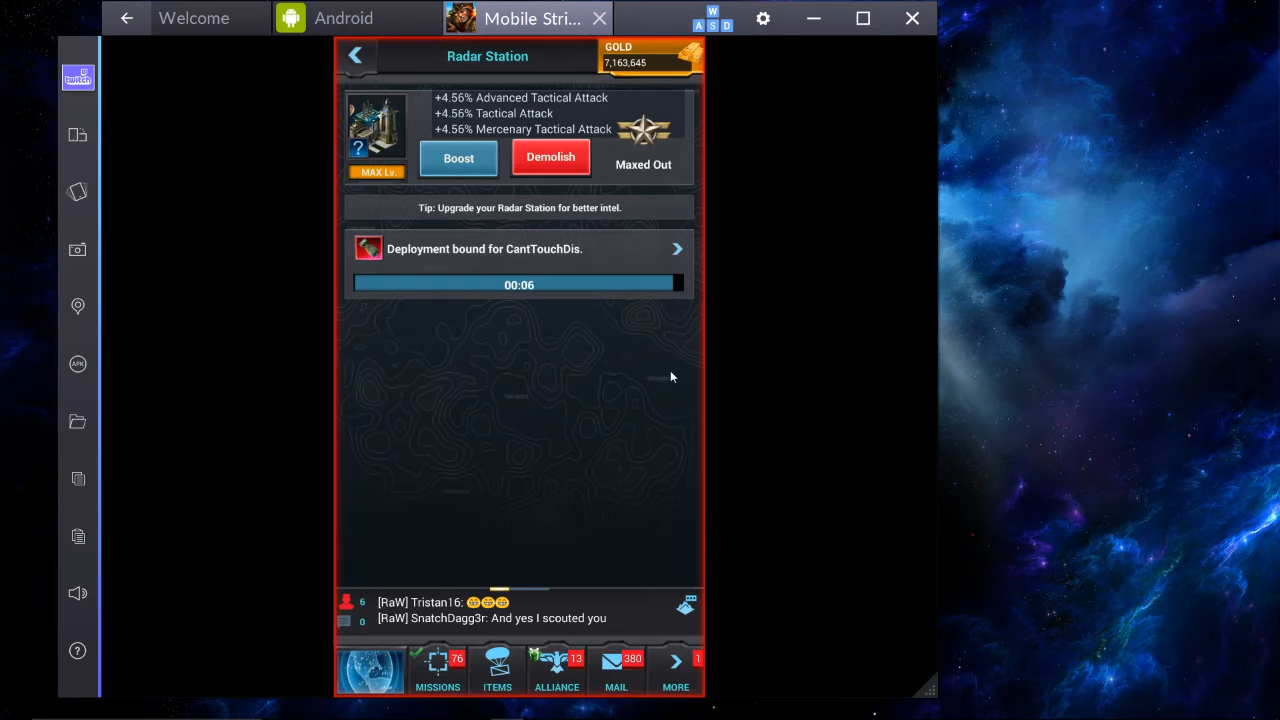 Welcome
Android
Mobile Stri...
W
A S D
Radar Station
GOLD
7,163,645
+4.56% Advanced Tactical Attack
+4.56% Tactical Attack
+4.56% Mercenary Tactical Attack
?
MAX Lv.
Boost
Demolish
Maxed Out
Tip: Upgrade your Radar Station for better intel.
Deployment bound for CantTouchDis.
00:06
6 [RaW] Tristan16: 😂😂😂
0 [RaW] SnatchDagg3r: And yes I scouted you
76
13
380
1
MISSIONS
ITEMS
ALLIANCE
MAIL
MORE
twitch
APK
?